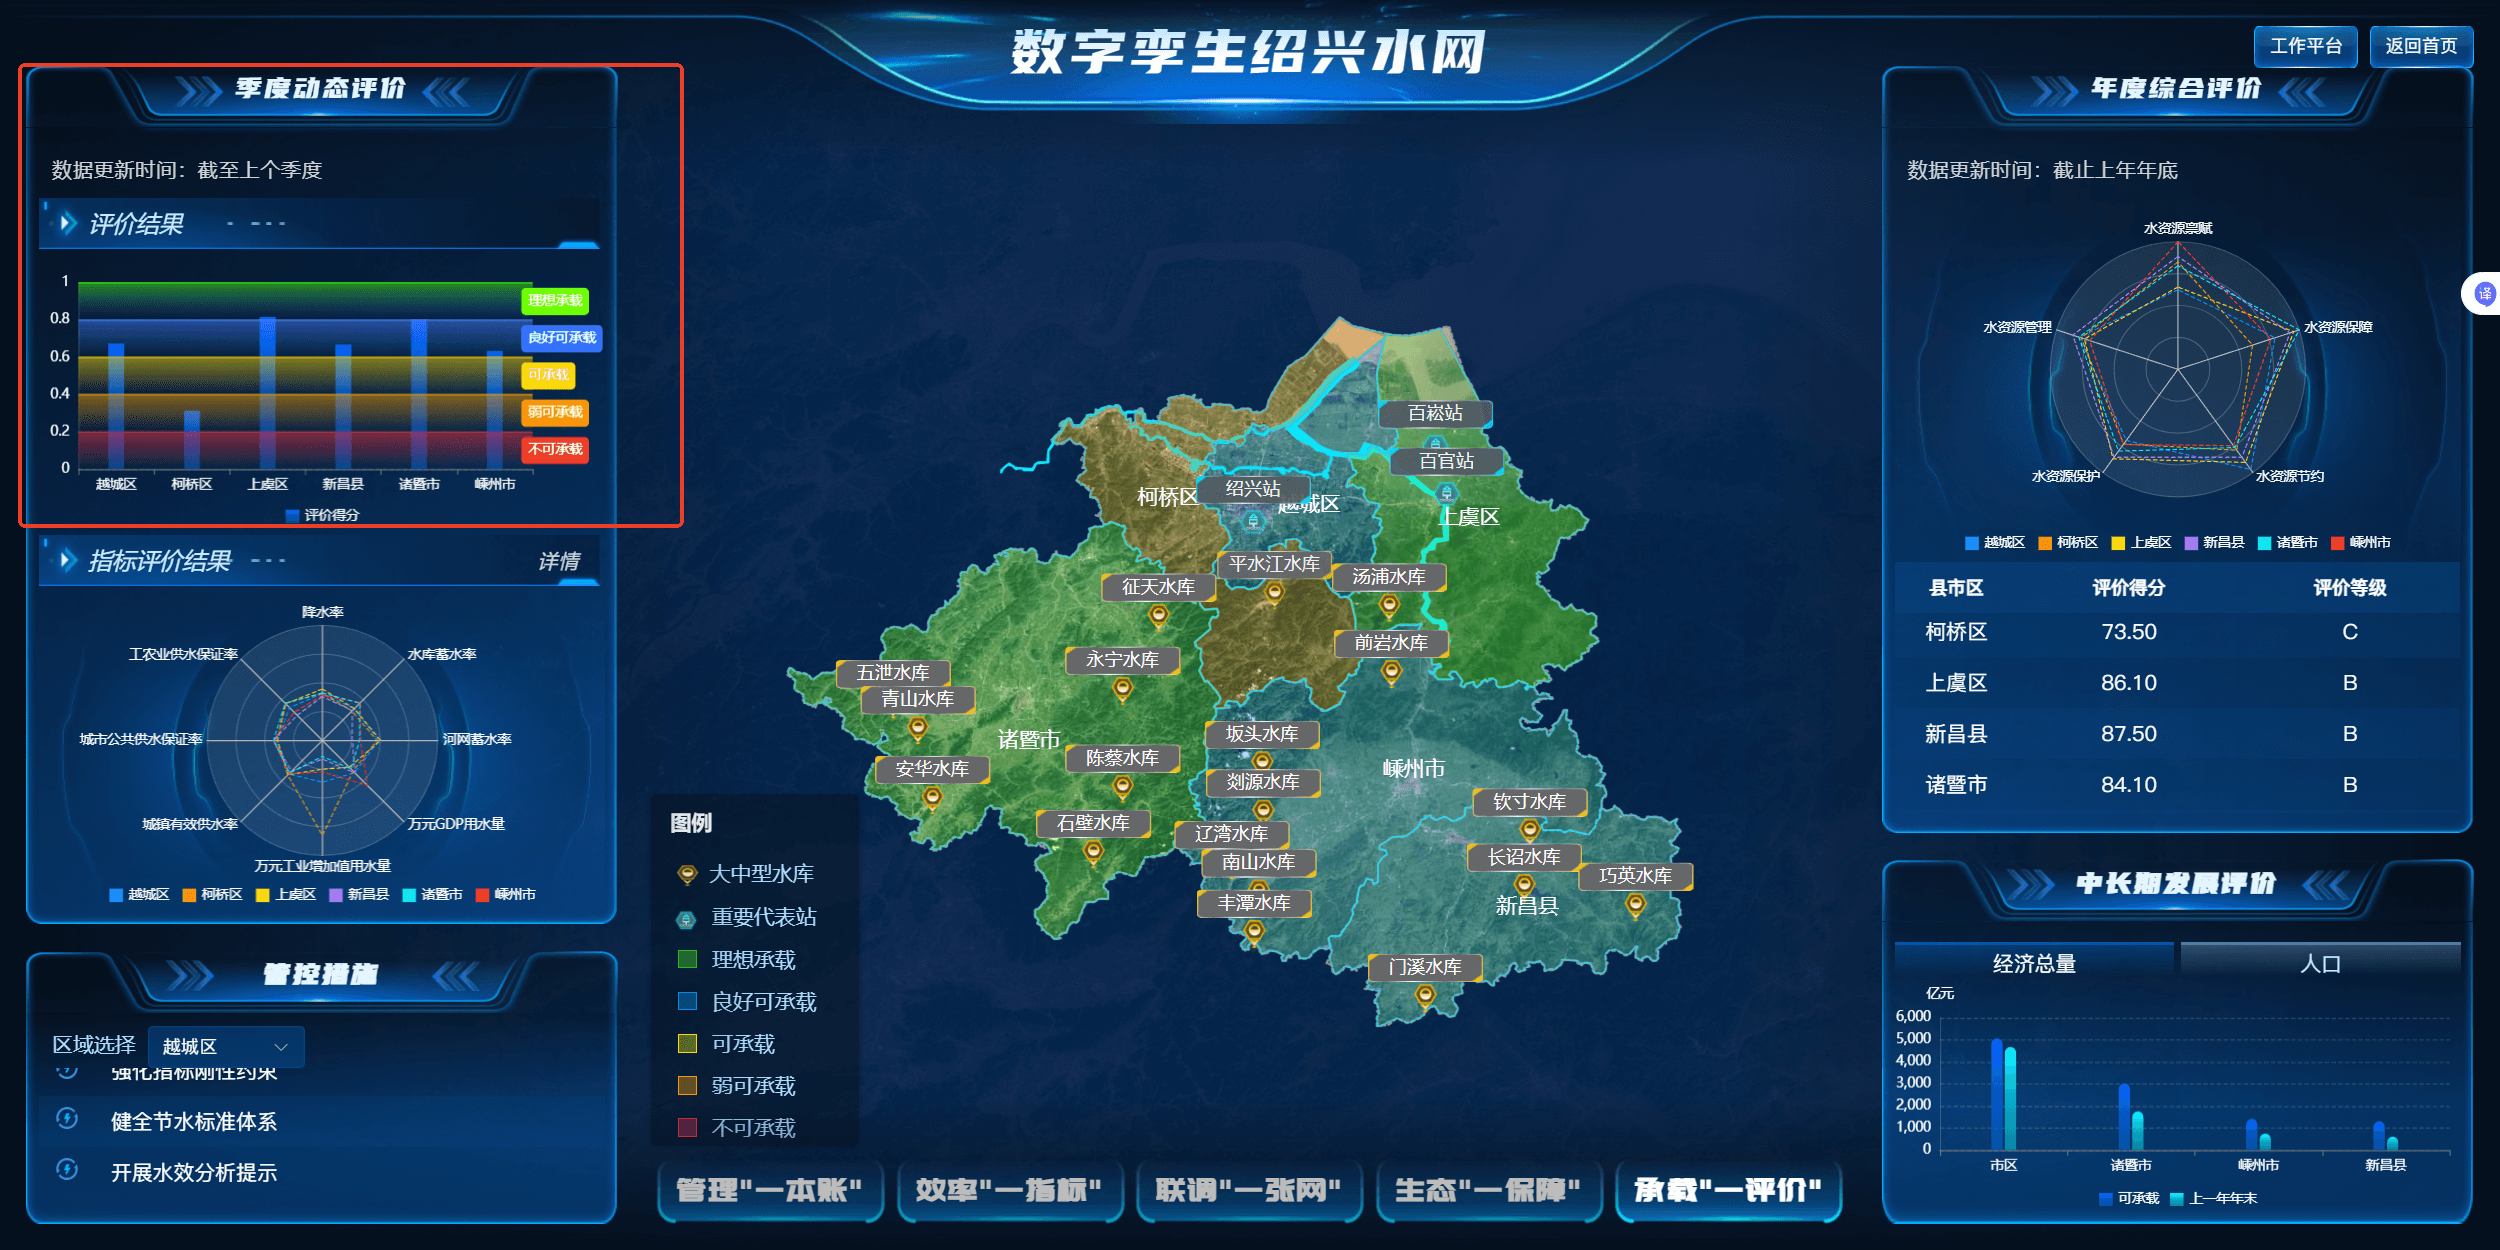 数字孪生绍兴水网
工作平台
返回首页
季度动态评价
数据更新时间：截至上个季度
评价结果
1
0.8
0.6
0.4
0.2
0
理想承载
良好可承载
可承载
弱可承载
不可承载
越城区 柯桥区 上虞区 新昌县 诸暨市 嵊州市
评价得分
指标评价结果
详情
降水率
水库蓄水率
河网蓄水率
万元GDP用水量
万元工业增加值用水量
城镇有效供水率
城市公共供水保证率
工农业供水保证率
越城区 柯桥区 上虞区 新昌县 诸暨市 嵊州市
管控措施
区域选择 越城区
强化指标刚性约束
健全节水标准体系
开展水效分析提示
百崧站
百官站
绍兴站
柯桥区
越城区
上虞区
平水江水库
汤浦水库
征天水库
前岩水库
永宁水库
五泄水库
青山水库
诸暨市
坂头水库
陈蔡水库
安华水库
嵊州市
剡源水库
钦寸水库
石壁水库
辽湾水库
南山水库
长诏水库
巧英水库
丰潭水库
新昌县
门溪水库
图例
大中型水库
重要代表站
理想承载
良好可承载
可承载
弱可承载
不可承载
管理"一本账"
效率"一指标"
联调"一张网"
生态"一保障"
承载"一评价"
年度综合评价
数据更新时间：截止上年年底
水资源禀赋
水资源保障
水资源节约
水资源保护
水资源管理
越城区 柯桥区 上虞区 新昌县 诸暨市 嵊州市
县市区 评价得分 评价等级
柯桥区 73.50 C
上虞区 86.10 B
新昌县 87.50 B
诸暨市 84.10 B
译
中长期发展评价
经济总量 人口
亿元
6,000
5,000
4,000
3,000
2,000
1,000
0
市区 诸暨市 嵊州市 新昌县
可承载 上一年年末